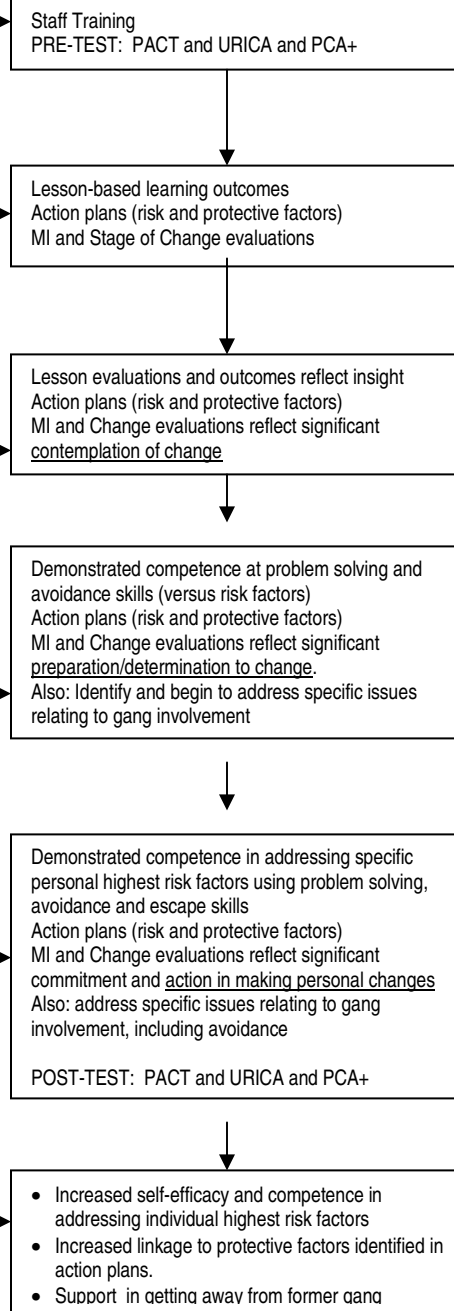 Staff Training
PRE-TEST: PACT and URICA and PCA+
Lesson-based learning outcomes
Action plans (risk and protective factors)
MI and Stage of Change evaluations
Lesson evaluations and outcomes reflect insight
Action plans (risk and protective factors)
MI and Change evaluations reflect significant
contemplation of change
Demonstrated competence at problem solving and
avoidance skills (versus risk factors)
Action plans (risk and protective factors)
MI and Change evaluations reflect significant
preparation/determination to change.
Also: Identify and begin to address specific issues
relating to gang involvement
Demonstrated competence in addressing specific
personal highest risk factors using problem solving,
avoidance and escape skills
Action plans (risk and protective factors)
MI and Change evaluations reflect significant
commitment and action in making personal changes
Also: address specific issues relating to gang
involvement, including avoidance
POST-TEST: PACT and URICA and PCA+
• Increased self-efficacy and competence in
addressing individual highest risk factors
• Increased linkage to protective factors identified in
action plans.
• Support in getting away from former gang